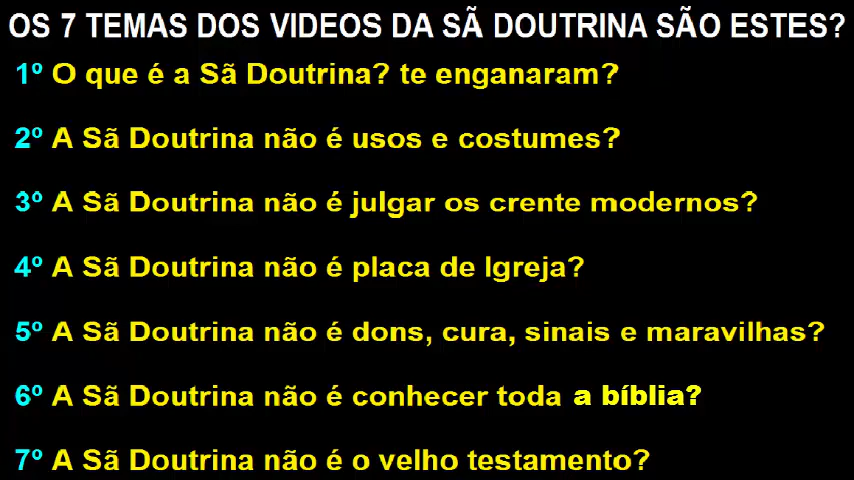 OS 7 TEMAS DOS VIDEOS DA SÃ DOUTRINA SÃO ESTES?
1º O que é a Sã Doutrina? te enganaram?
2º A Sã Doutrina não é usos e costumes?
3º A Sã Doutrina não é julgar os crente modernos?
4º A Sã Doutrina não é placa de Igreja?
5º A Sã Doutrina não é dons, cura, sinais e maravilhas?
6º A Sã Doutrina não é conhecer toda a bíblia?
7º A Sã Doutrina não é o velho testamento?